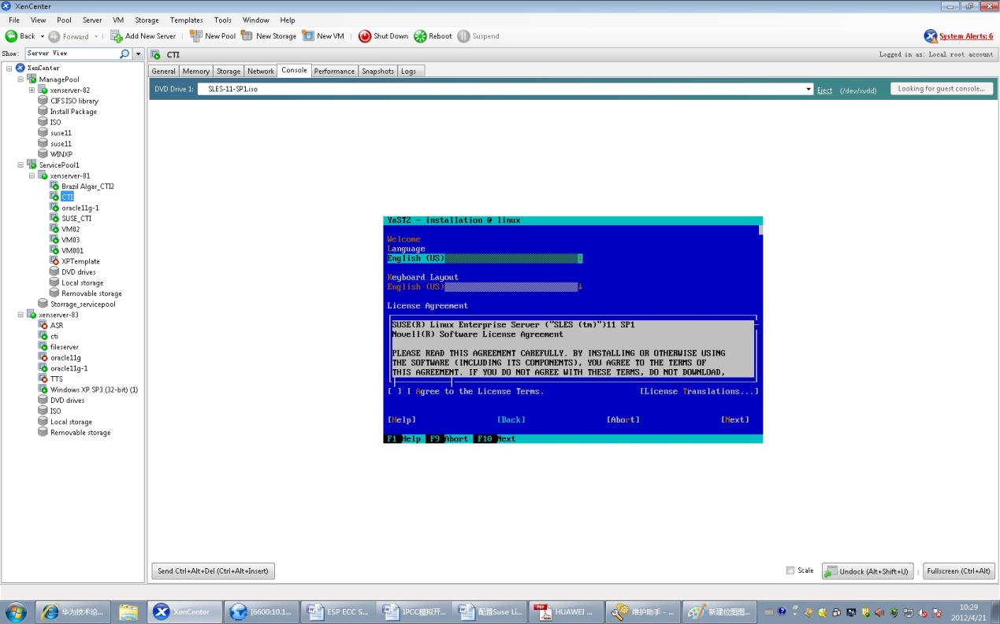 XenCenter
File View Pool Server VM Storage Templates Tools Window Help
Back Forward Add New Server New Pool New Storage New VM Shut Down Reboot Suspend System Alerts: 6
Show: Server View
CTI Logged in as: Local root account
General Memory Storage Network Console Performance Snapshots Logs
DVD Drive 1: SLES-11-SP1.iso Eject (/dev/xvdd) Looking for guest console...
XenCenter
ManagePool
xenserver-82
CIFS ISO library
Install Package
ISO
suse11
suse11
WINXP
ServicePool1
xenserver-81
Brazil Algar_CTI2
CTI
oracle11g-1
SUSE_CTI
VM02
VM03
VM001
XPTemplate
DVD drives
Local storage
Removable storage
Storrage_servicepool
xenserver-83
ASR
cti
fileserver
oracle11g
oracle11g-1
TTS
Windows XP SP3 (32-bit) (1)
DVD drives
ISO
Local storage
Removable storage
YaST2 - installation @ linux
Welcome
Language
English (US)
Keyboard Layout
English (US)
License Agreement
SUSE(R) Linux Enterprise Server ("SLES (tm)")11 SP1
Novell(R) Software License Agreement
PLEASE READ THIS AGREEMENT CAREFULLY. BY INSTALLING OR OTHERWISE USING
THE SOFTWARE (INCLUDING ITS COMPONENTS), YOU AGREE TO THE TERMS OF
THIS AGREEMENT. IF YOU DO NOT AGREE WITH THESE TERMS, DO NOT DOWNLOAD,
[ ] I Agree to the License Terms. [License Translations...]
[Help] [Back] [Abort] [Next]
F1 Help F9 Abort F10 Next
Send Ctrl+Alt+Del (Ctrl+Alt+Insert) Scale Undock (Alt+Shift+U) Fullscreen (Ctrl+Alt)
华为技术论... XenCenter [6600:10.1... ESP ECC S... IPCC模拟开... 配置Suse Li... HUAWEI ... 维护助手 - ... 新建位图图... 10:29
2012/4/21